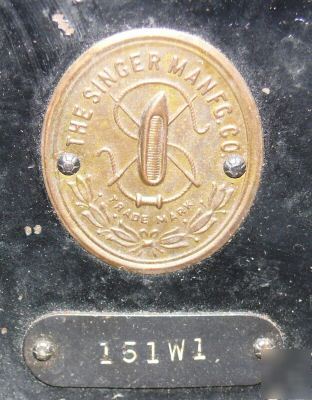 THE SINGER MANFG. CO.
TRADE MARK
151W1